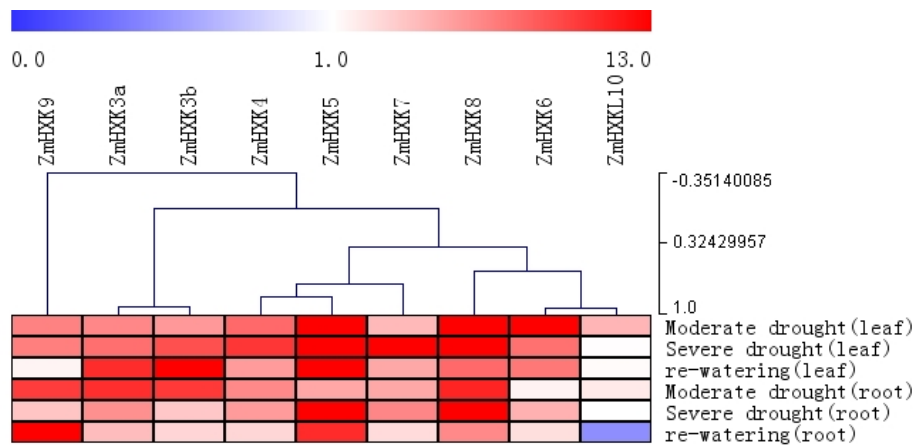 0.0 1.0 13.0
ZmHXK9 ZmHXK3a ZmHXK3b ZmHXK4 ZmHXK5 ZmHXK7 ZmHXK8 ZmHXK6 ZmHXKL10
-0.35140085
0.32429957
1.0
Moderate drought(leaf)
Severe drought(leaf)
re-watering(leaf)
Moderate drought(root)
Severe drought(root)
re-watering(root)